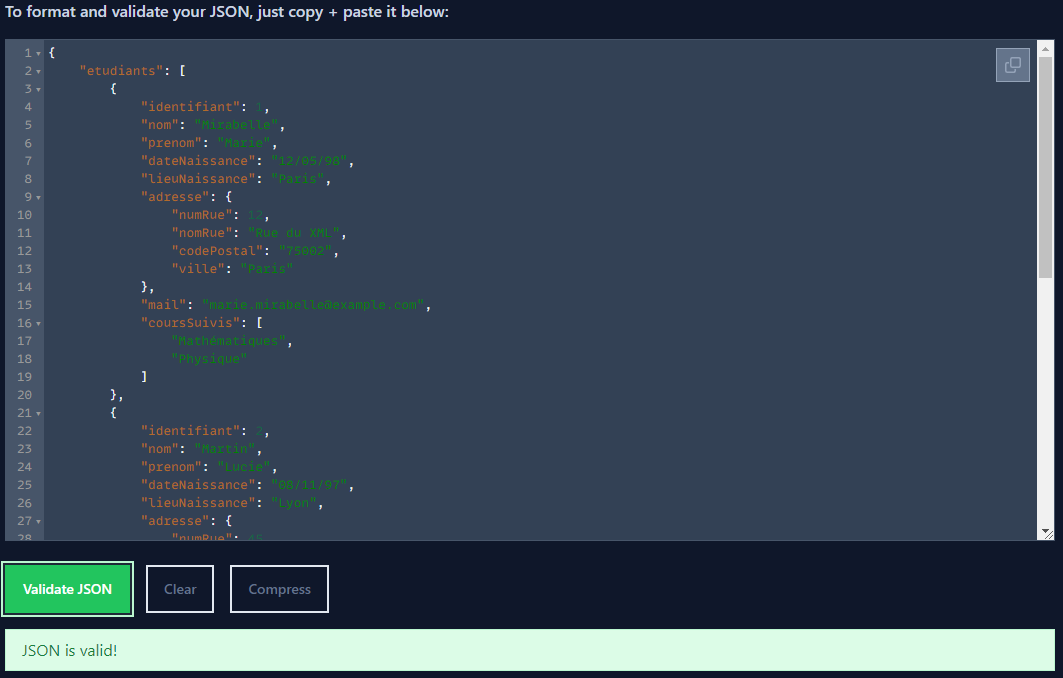 To format and validate your JSON, just copy + paste it below:
1 {
2 "etudiants": [
3 {
4 "identifiant": 1,
5 "nom": "Mirabelle",
6 "prenom": "Marie",
7 "dateNaissance": "12/05/98",
8 "lieuNaissance": "Paris",
9 "adresse": {
10 "numRue": 12,
11 "nomRue": "Rue du XML",
12 "codePostal": "75002",
13 "ville": "Paris"
14 },
15 "mail": "marie.mirabelle@example.com",
16 "coursSuivis": [
17 "Mathématiques",
18 "Physique"
19 ]
20 },
21 {
22 "identifiant": 2,
23 "nom": "Martin",
24 "prenom": "Lucie",
25 "dateNaissance": "08/11/97",
26 "lieuNaissance": "Lyon",
27 "adresse": {
28 "numRue": 45
Validate JSON Clear Compress
JSON is valid!